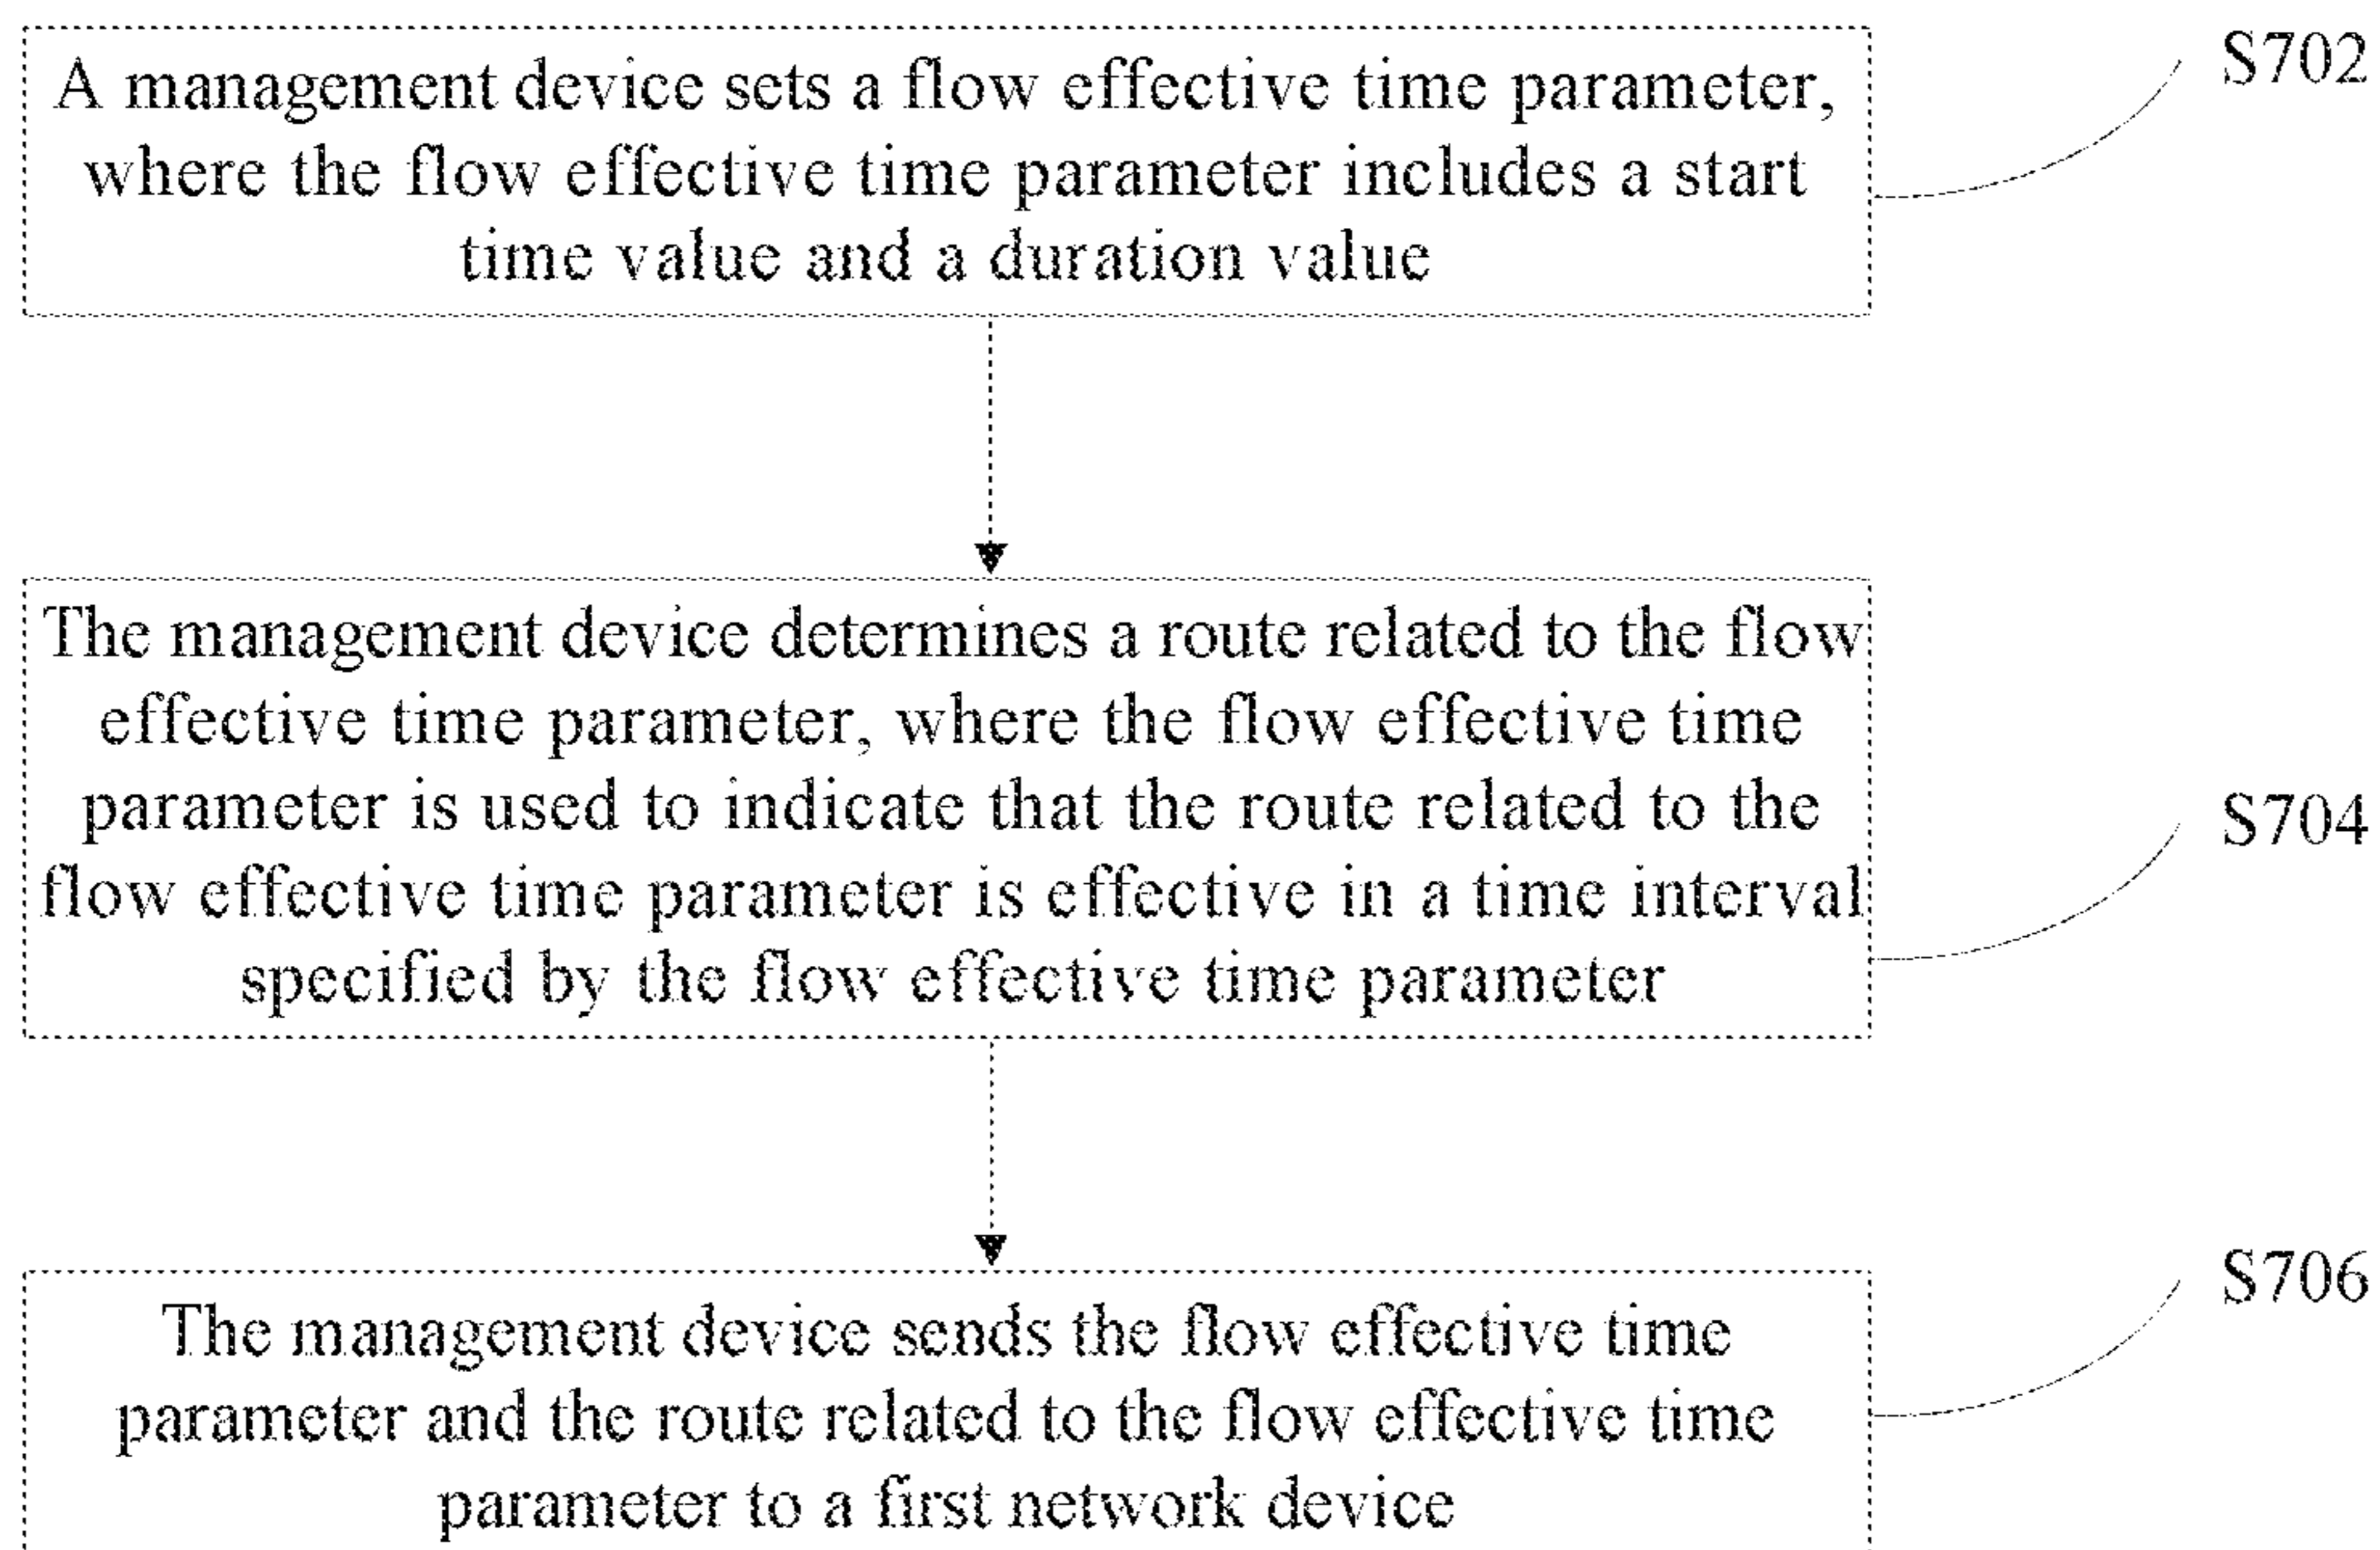 A management device sets a flow effective time parameter,
where the flow effective time parameter includes a start
time value and a duration value
S702
The management device determines a route related to the flow
effective time parameter, where the flow effective time
parameter is used to indicate that the route related to the
flow effective time parameter is effective in a time interval
specified by the flow effective time parameter
S704
The management device sends the flow effective time
parameter and the route related to the flow effective time
parameter to a first network device
S706